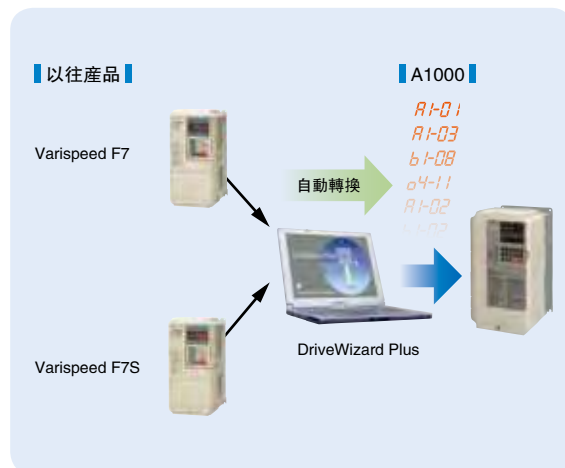 以往産品
A1000
A1-01
A1-03
b1-08
o4-11
A1-02
Varispeed F7
自動轉換
DriveWizard Plus
Varispeed F7S